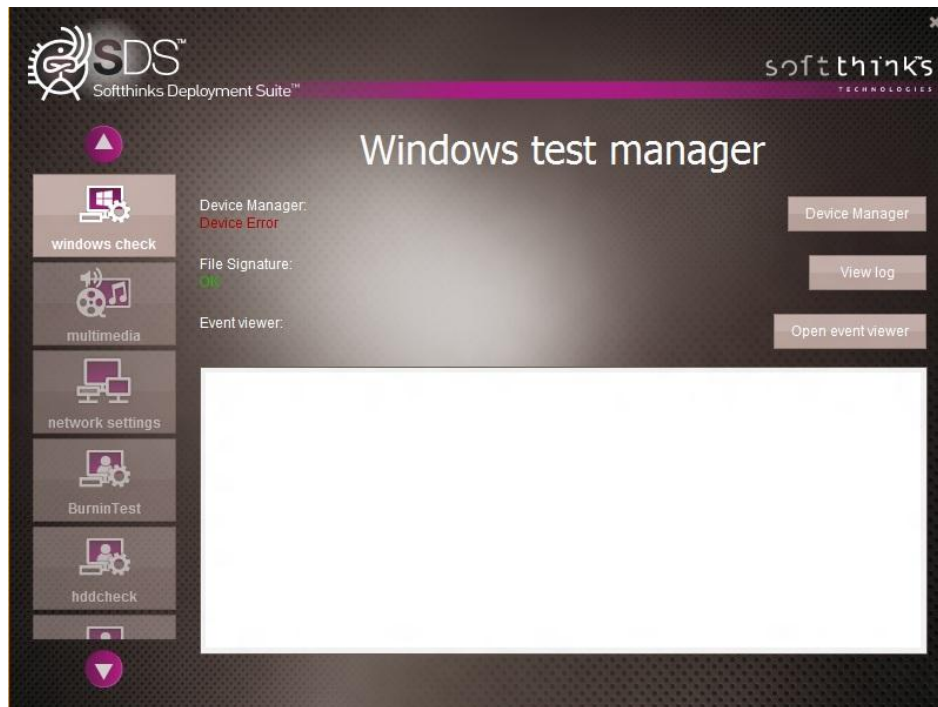 SDS™
Softthinks Deployment Suite™
softthinks
TECHNOLOGIES
Windows test manager
windows check
multimedia
network settings
BurninTest
hddcheck
Device Manager:
Device Error
Device Manager
File Signature:
OK
View log
Event viewer:
Open event viewer